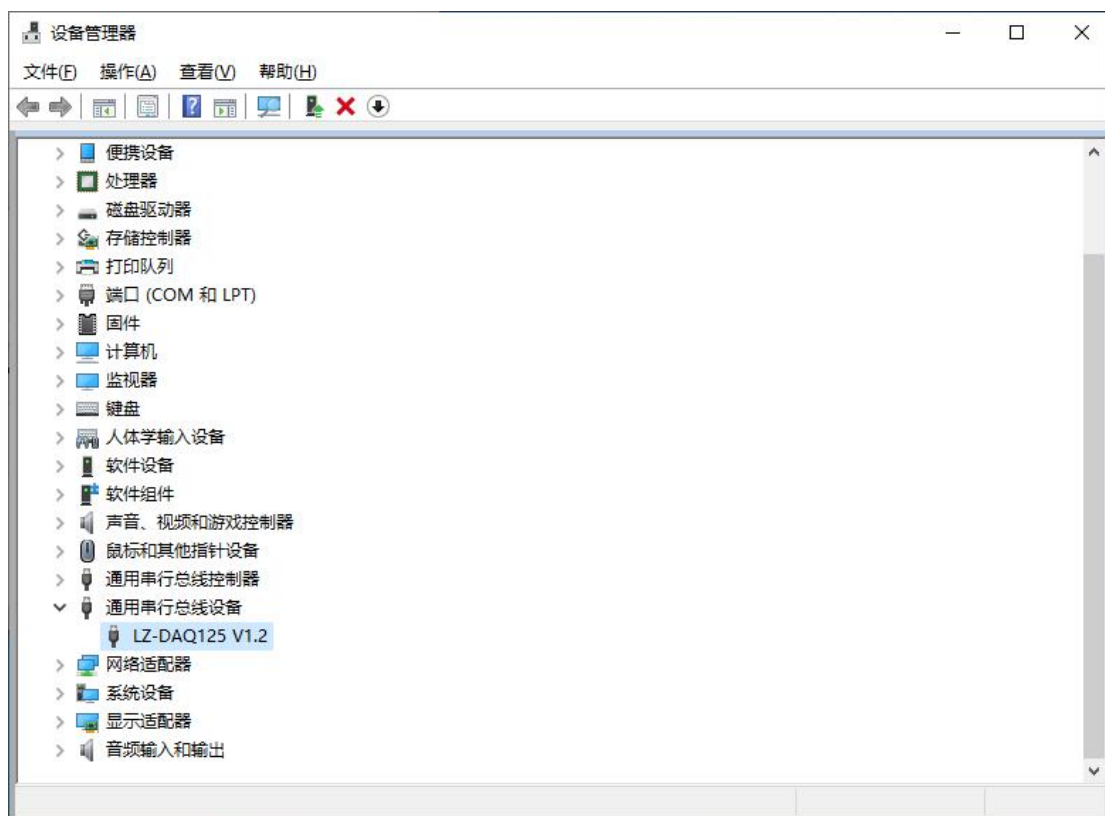 设备管理器
文件(F) 操作(A) 查看(V) 帮助(H)
便携设备
处理器
磁盘驱动器
存储控制器
打印队列
端口 (COM 和 LPT)
固件
计算机
监视器
键盘
人体学输入设备
软件设备
软件组件
声音、视频和游戏控制器
鼠标和其他指针设备
通用串行总线控制器
通用串行总线设备
LZ-DAQ125 V1.2
网络适配器
系统设备
显示适配器
音频输入和输出